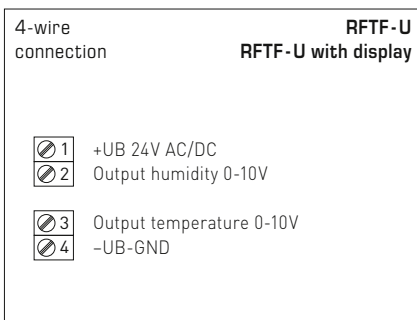 4-wire RFTF-U
connection RFTF-U with display
1 +UB 24V AC/DC
2 Output humidity 0-10V
3 Output temperature 0-10V
4 –UB-GND